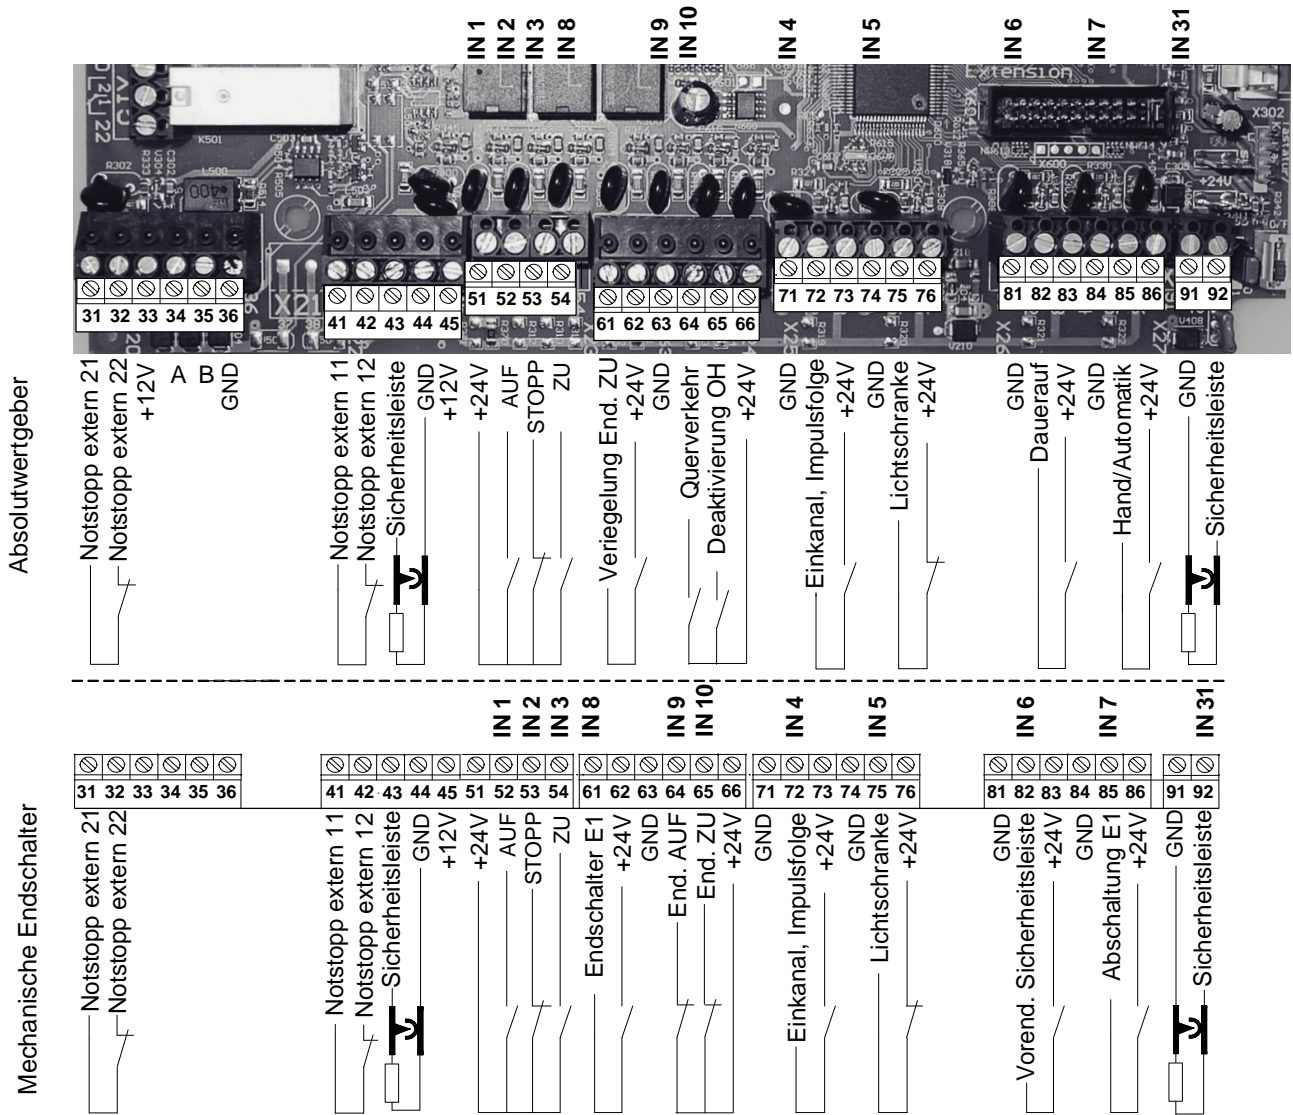 IN 1 IN 2 IN 3 IN 8 IN 9 IN 10 IN 4 IN 5 IN 6 IN 7 IN 31
Extension
X302
K501
R302
L500
400
X600
R330
+24V
X21
31 32 33 34 35 36
41 42 43 44 45
51 52 53 54
61 62 63 64 65 66
71 72 73 74 75 76
81 82 83 84 85 86
91 92
Absolutwertgeber
Notstopp extern 21
Notstopp extern 22
+12V
A
B
GND
Notstopp extern 11
Notstopp extern 12
Sicherheitsleiste
GND
+12V
+24V
AUF
STOPP
ZU
Veriegelung End. ZU
+24V
GND
Querverkehr
Deaktivierung OH
+24V
GND
Einkanal, Impulsfolge
+24V
GND
Lichtschranke
+24V
GND
Dauerauf
+24V
GND
Hand/Automatik
+24V
GND
Sicherheitsleiste
IN 1 IN 2 IN 3 IN 8 IN 9 IN 10 IN 4 IN 5 IN 6 IN 7 IN 31
31 32 33 34 35 36
41 42 43 44 45 51 52 53 54
61 62 63 64 65 66
71 72 73 74 75 76
81 82 83 84 85 86
91 92
Mechanische Endschalter
Notstopp extern 21
Notstopp extern 22
Notstopp extern 11
Notstopp extern 12
Sicherheitsleiste
GND
+12V
+24V
AUF
STOPP
ZU
Endschalter E1
+24V
GND
End. AUF
End. ZU
+24V
GND
Einkanal, Impulsfolge
+24V
GND
Lichtschranke
+24V
GND
Vorend. Sicherheitsleiste
+24V
GND
Abschaltung E1
+24V
GND
Sicherheitsleiste